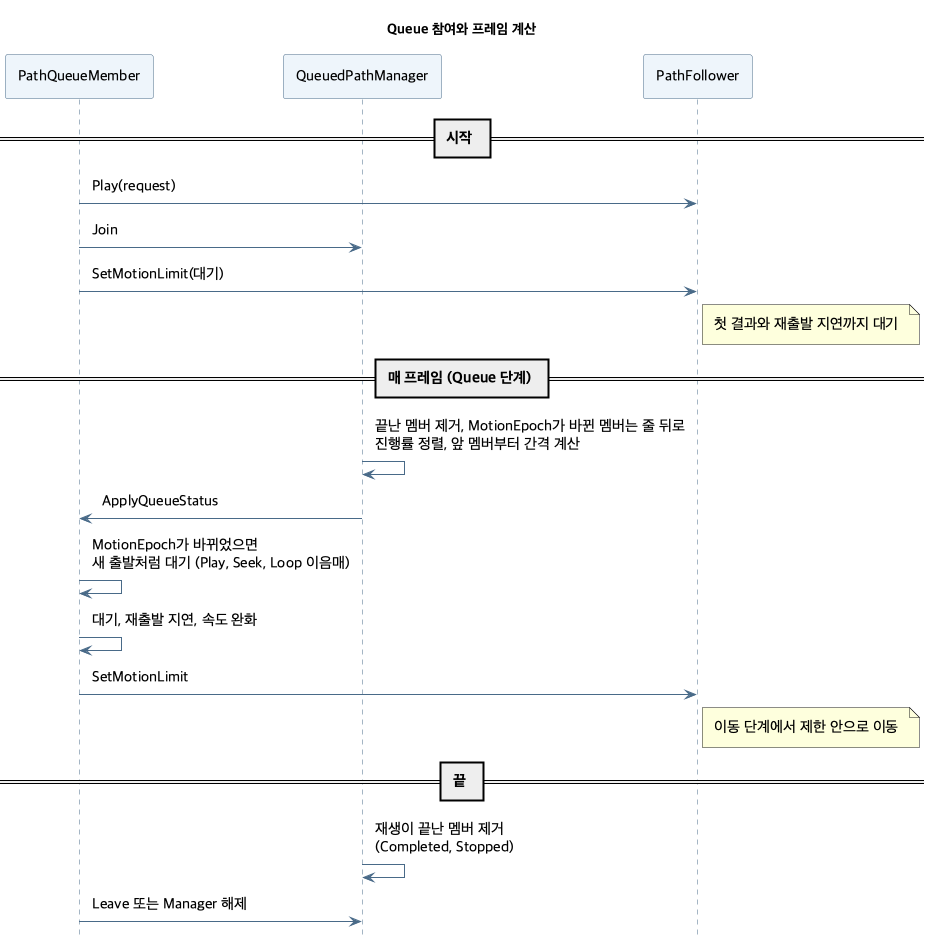 Queue 참여와 프레임 계산
PathQueueMember
QueuedPathManager
PathFollower
시작
Play(request)
Join
SetMotionLimit(대기)
첫 결과와 재출발 지연까지 대기
매 프레임 (Queue 단계)
끝난 멤버 제거, MotionEpoch가 바뀐 멤버는 줄 뒤로
진행률 정렬, 앞 멤버부터 간격 계산
ApplyQueueStatus
MotionEpoch가 바뀌었으면
새 출발처럼 대기 (Play, Seek, Loop 이음매)
대기, 재출발 지연, 속도 완화
SetMotionLimit
이동 단계에서 제한 안으로 이동
끝
재생이 끝난 멤버 제거
(Completed, Stopped)
Leave 또는 Manager 해제